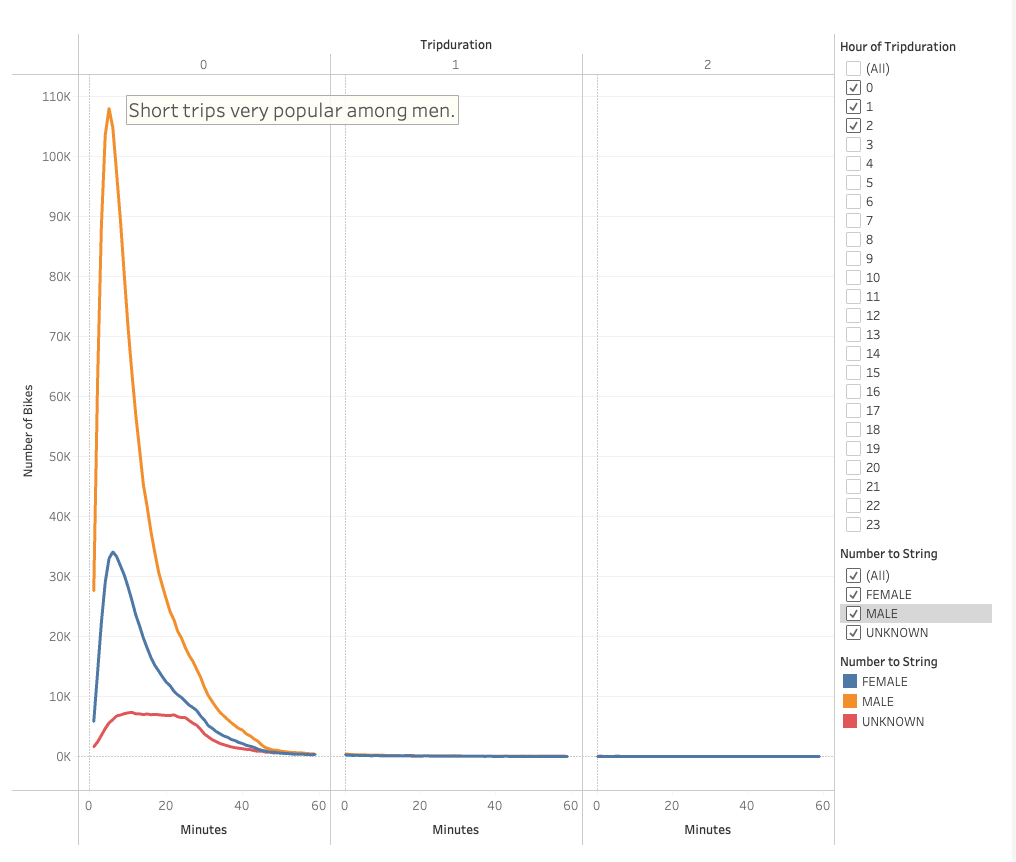 Tripduration
0
1
2
110K
100K
90K
80K
70K
60K
50K
40K
30K
20K
10K
0K
Number of Bikes
Short trips very popular among men.
0 20 40 60
0 20 40 60
0 20 40 60
Minutes
Minutes
Minutes
Hour of Tripduration
(All)
0
1
2
3
4
5
6
7
8
9
10
11
12
13
14
15
16
17
18
19
20
21
22
23
Number to String
(All)
FEMALE
MALE
UNKNOWN
Number to String
FEMALE
MALE
UNKNOWN